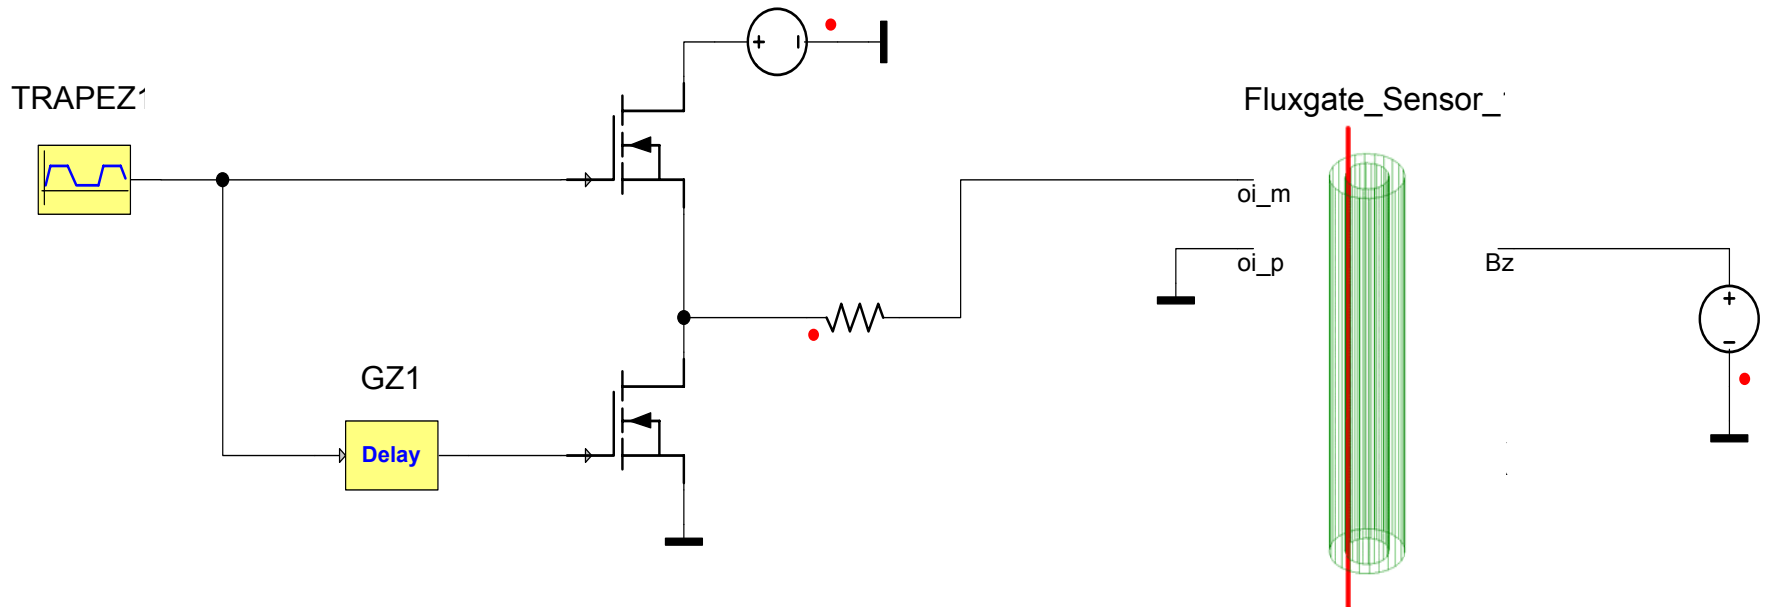 TRAPEZ1
Fluxgate_Sensor_
oi_m
oi_p
Bz
GZ1
Delay